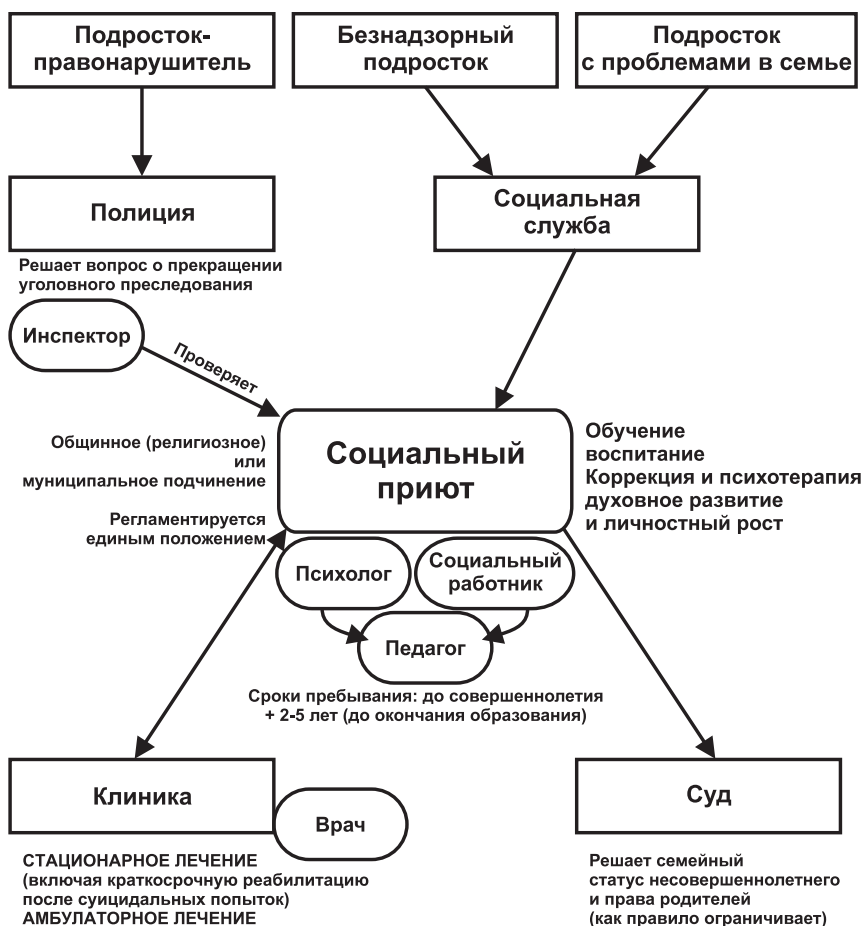 Подросток-
правонарушитель
Безнадзорный
подросток
Подросток
с проблемами в семье
Полиция
Социальная
служба
Решает вопрос о прекращении
уголовного преследования
Инспектор
Проверяет
Общинное (религиозное)
или
муниципальное подчинение
Регламентируется
единым положением
Социальный
приют
Обучение
воспитание
Коррекция и психотерапия
духовное развитие
и личностный рост
Психолог
Социальный
работник
Педагог
Сроки пребывания: до совершеннолетия
+ 2-5 лет (до окончания образования)
Клиника
Врач
Суд
СТАЦИОНАРНОЕ ЛЕЧЕНИЕ
(включая краткосрочную реабилитацию
после суицидальных попыток)
АМБУЛАТОРНОЕ ЛЕЧЕНИЕ
Решает семейный
статус несовершеннолетнего
и права родителей
(как правило ограничивает)